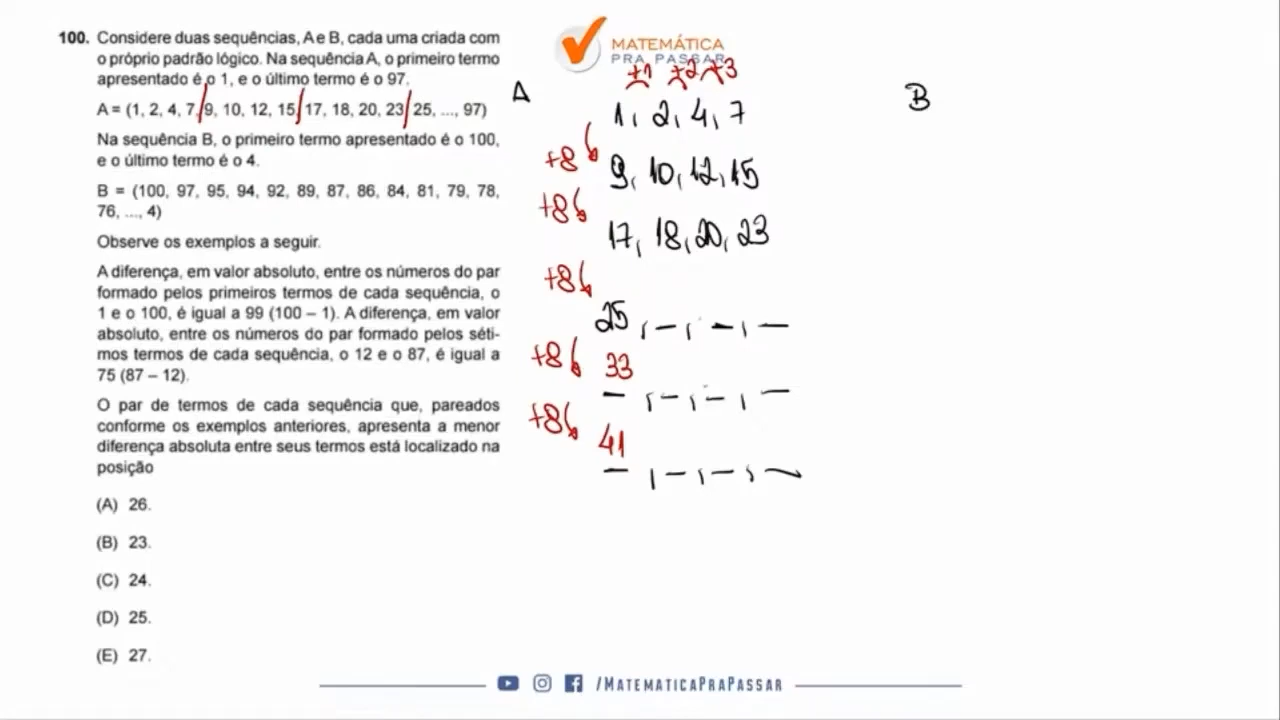 100. Considere duas sequências, A e B, cada uma criada com
o próprio padrão lógico. Na sequência A, o primeiro termo
apresentado é o 1, e o último termo é o 97.
A = (1, 2, 4, 7, 9, 10, 12, 15, 17, 18, 20, 23, 25, ..., 97)
Na sequência B, o primeiro termo apresentado é o 100,
e o último termo é o 4.
B = (100, 97, 95, 94, 92, 89, 87, 86, 84, 81, 79, 78,
76, ..., 4)
Observe os exemplos a seguir.
A diferença, em valor absoluto, entre os números do par
formado pelos primeiros termos de cada sequência, o
1 e o 100, é igual a 99 (100 – 1). A diferença, em valor
absoluto, entre os números do par formado pelos séti-
mos termos de cada sequência, o 12 e o 87, é igual a
75 (87 – 12).
O par de termos de cada sequência que, pareados
conforme os exemplos anteriores, apresenta a menor
diferença absoluta entre seus termos está localizado na
posição
(A) 26.
(B) 23.
(C) 24.
(D) 25.
(E) 27.
MATEMÁTICA
PRA PASSAR
+1 +2 +3
A
1, 2, 4, 7
+8
9, 10, 12, 15
+8
17, 18, 20, 23
+8
25,
+8
33
+8
41
B
/MATEMATICAPRAPASSAR